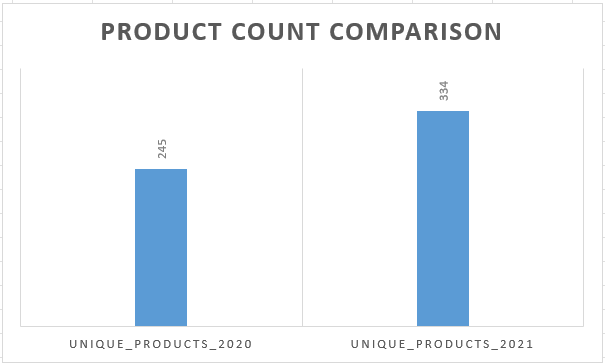 PRODUCT COUNT COMPARISON
245
334
UNIQUE_PRODUCTS_2020
UNIQUE_PRODUCTS_2021